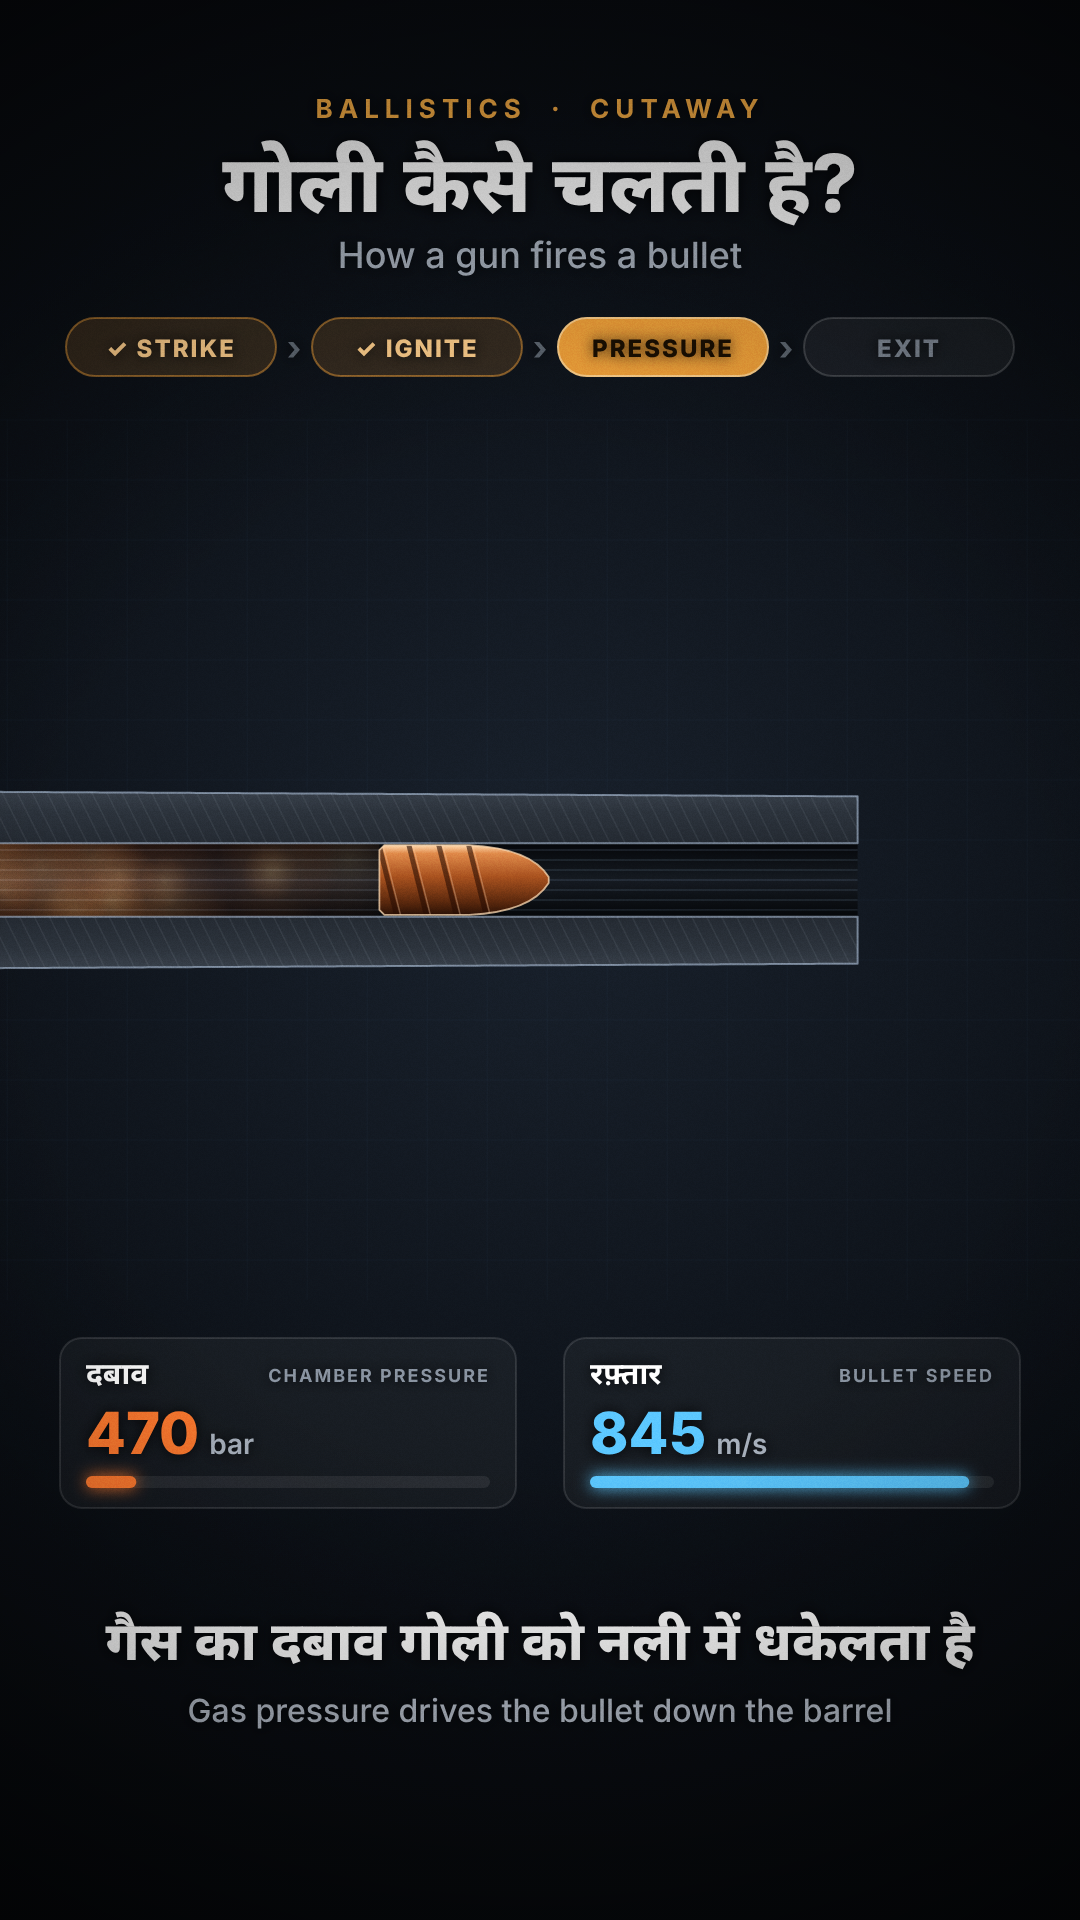 BALLISTICS · CUTAWAY
गोली कैसे चलती है?
How a gun fires a bullet
✓ STRIKE › ✓ IGNITE › PRESSURE › EXIT
दबाव CHAMBER PRESSURE
470 bar
रफ़्तार BULLET SPEED
845 m/s
गैस का दबाव गोली को नली में धकेलता है
Gas pressure drives the bullet down the barrel